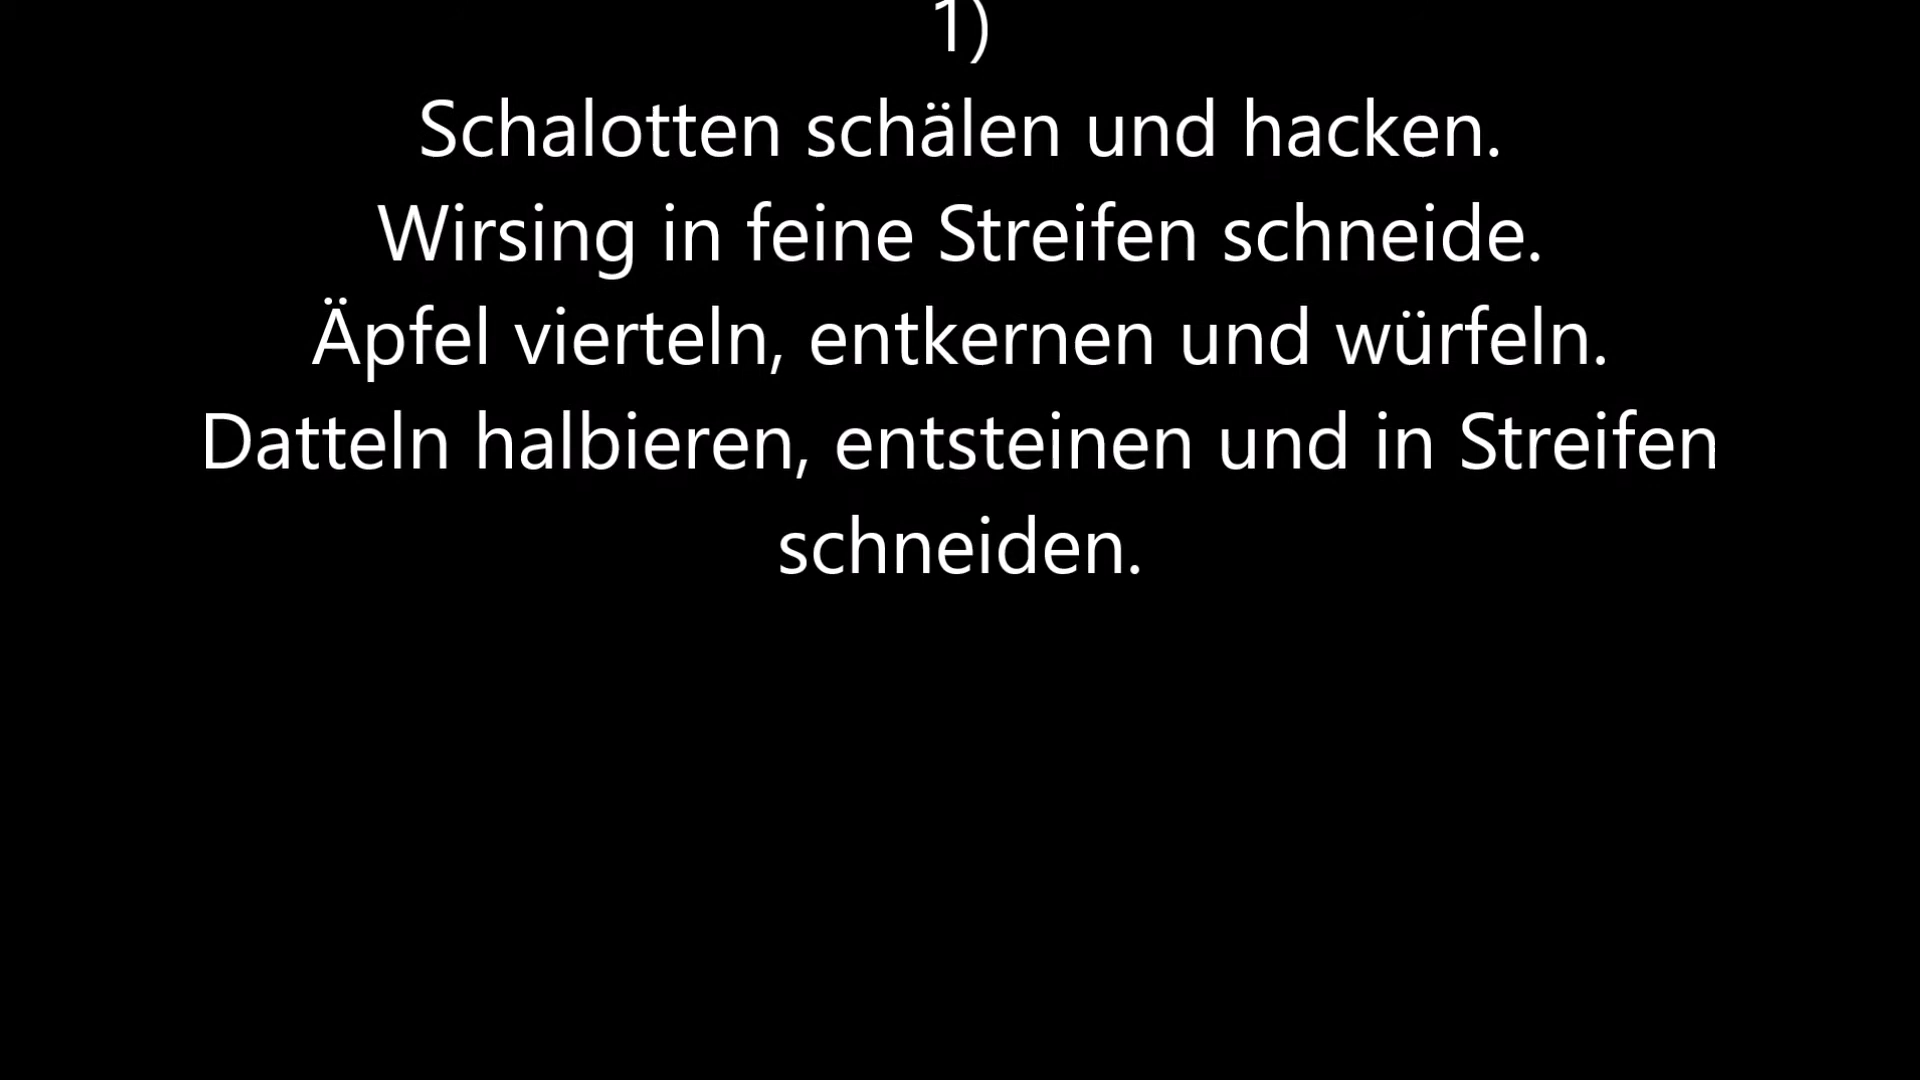 1)
Schalotten schälen und hacken.
Wirsing in feine Streifen schneide.
Äpfel vierteln, entkernen und würfeln.
Datteln halbieren, entsteinen und in Streifen
schneiden.